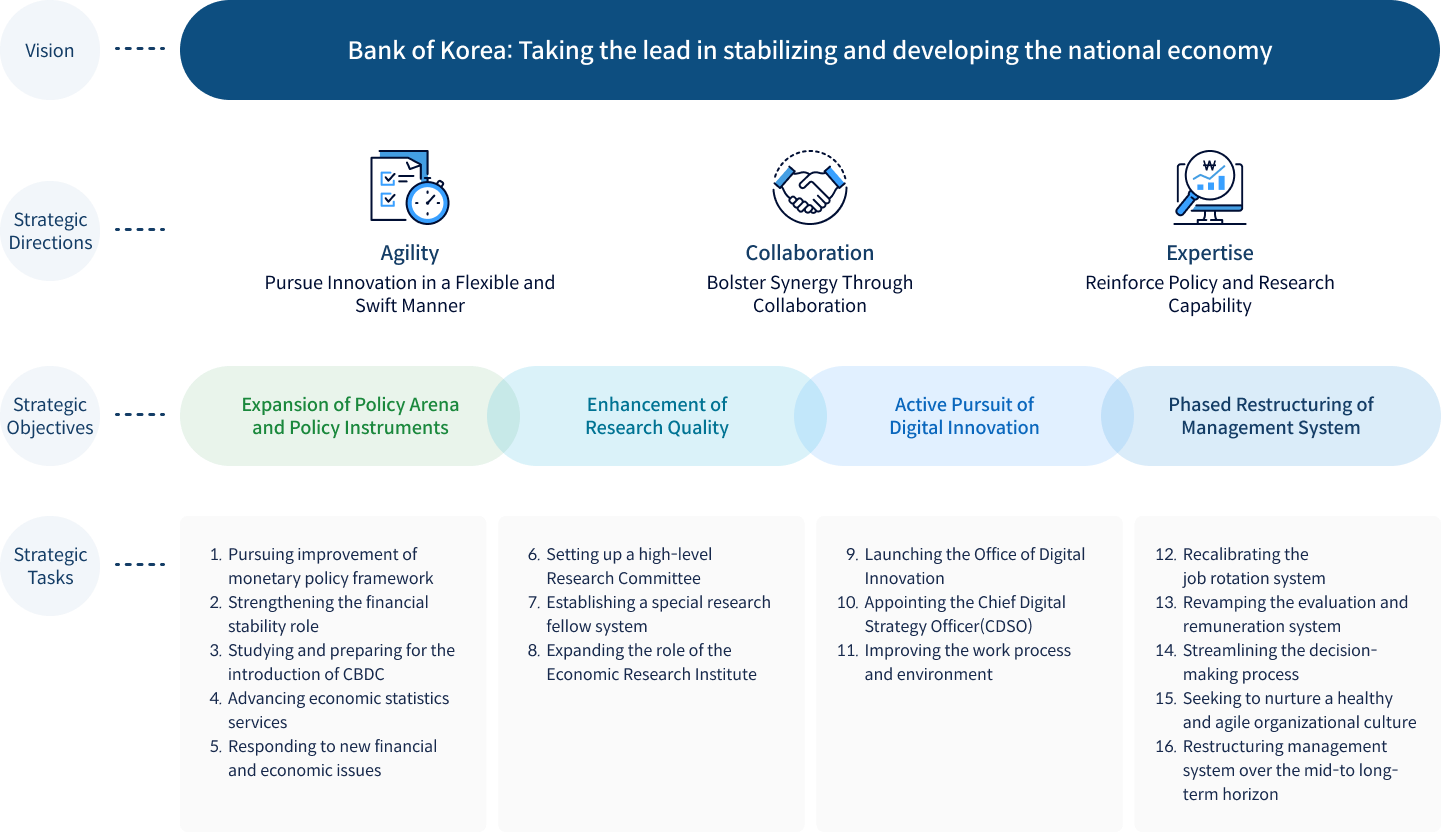 Vision
Bank of Korea: Taking the lead in stabilizing and developing the national economy
Strategic
Directions
₩
Agility
Pursue Innovation in a Flexible and
Swift Manner
Collaboration
Bolster Synergy Through
Collaboration
Expertise
Reinforce Policy and Research
Capability
Strategic
Objectives
Expansion of Policy Arena
and Policy Instruments
Enhancement of
Research Quality
Active Pursuit of
Digital Innovation
Phased Restructuring of
Management System
Strategic
Tasks
1. Pursuing improvement of
monetary policy framework
2. Strengthening the financial
stability role
3. Studying and preparing for the
introduction of CBDC
4. Advancing economic statistics
services
5. Responding to new financial
and economic issues
6. Setting up a high-level
Research Committee
7. Establishing a special research
fellow system
8. Expanding the role of the
Economic Research Institute
9. Launching the Office of Digital
Innovation
10. Appointing the Chief Digital
Strategy Officer(CDSO)
11. Improving the work process
and environment
12. Recalibrating the
job rotation system
13. Revamping the evaluation and
remuneration system
14. Streamlining the decision-
making process
15. Seeking to nurture a healthy
and agile organizational culture
16. Restructuring management
system over the mid-to long-
term horizon